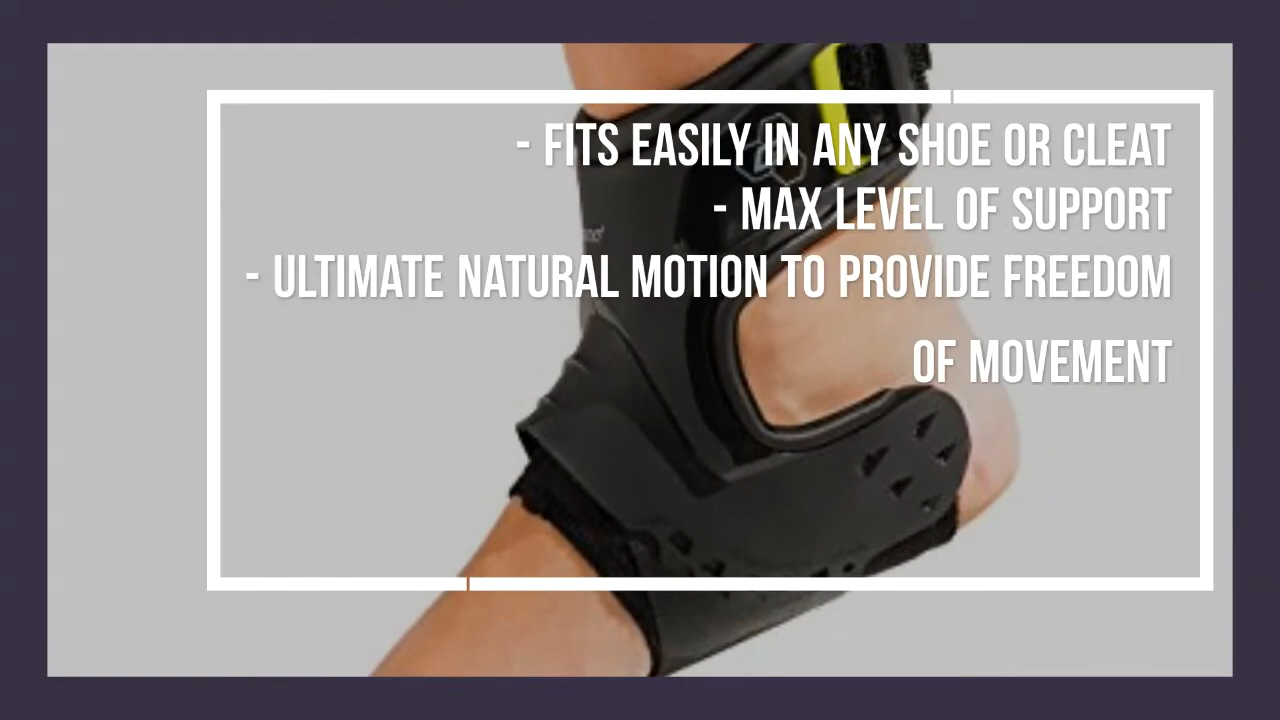 - FITS EASILY IN ANY SHOE OR CLEAT
- MAX LEVEL OF SUPPORT
- ULTIMATE NATURAL MOTION TO PROVIDE FREEDOM
OF MOVEMENT